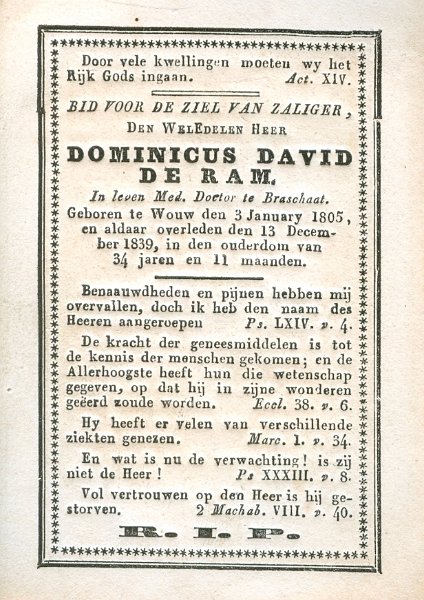 Door vele kwellingen moeten wy het
Rijk Gods ingaan. Act. XIV.
BID VOOR DE ZIEL VAN ZALIGER,
DEN WELEDELEN HEER
DOMINICUS DAVID
DE RAM.
In leven Med. Doctor te Braschaat.
Geboren te Wouw den 3 January 1805,
en aldaar overleden den 13 Decem-
ber 1839, in den ouderdom van
34 jaren en 11 maanden.
Benaauwdheden en pijnen hebben mij
overvallen, doch ik heb den naam des
Heeren aangeroepen Ps. LXIV. v. 4.
De kracht der geneesmiddelen is tot
de kennis der menschen gekomen; en de
Allerhoogste heeft hun die wetenschap
gegeven, op dat hij in zijne wonderen
geëerd zoude worden. Eccl. 38. v. 6.
Hy heeft er velen van verschillende
ziekten genezen. Marc. 1. v. 34.
En wat is nu de verwachting! is zij
niet de Heer! Ps XXXIII. v. 8.
Vol vertrouwen op den Heer is hij ge-
storven. 2 Machab. VIII. v. 40.
R. I. P.